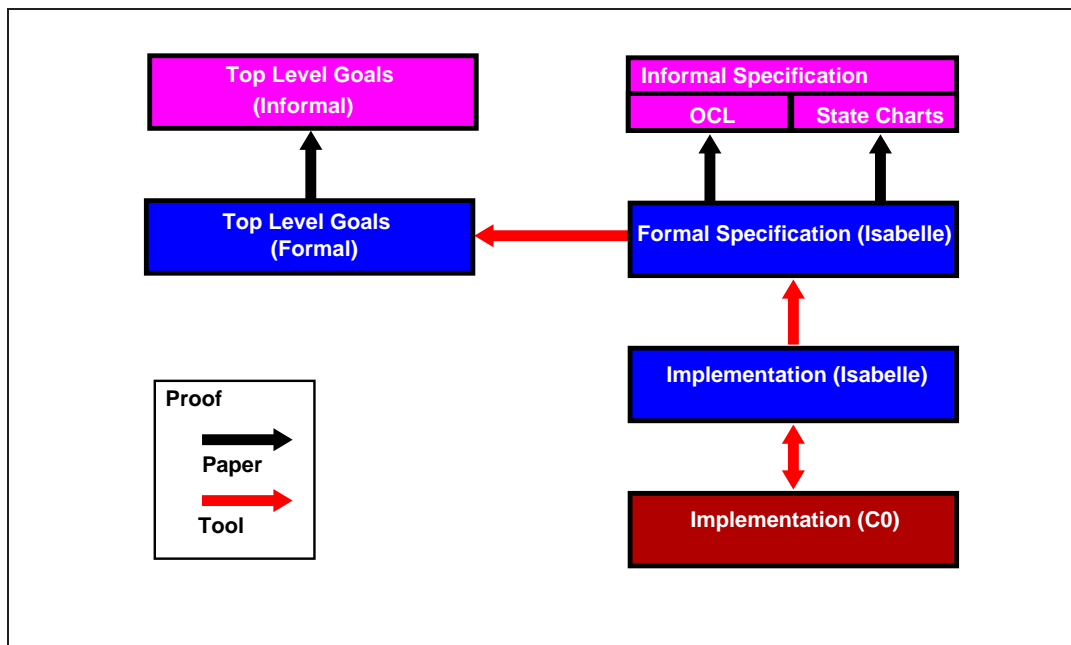 Top Level Goals
(Informal)
Informal Specification
OCL
State Charts
Top Level Goals
(Formal)
Formal Specification (Isabelle)
Implementation (Isabelle)
Proof
Paper
Tool
Implementation (C0)